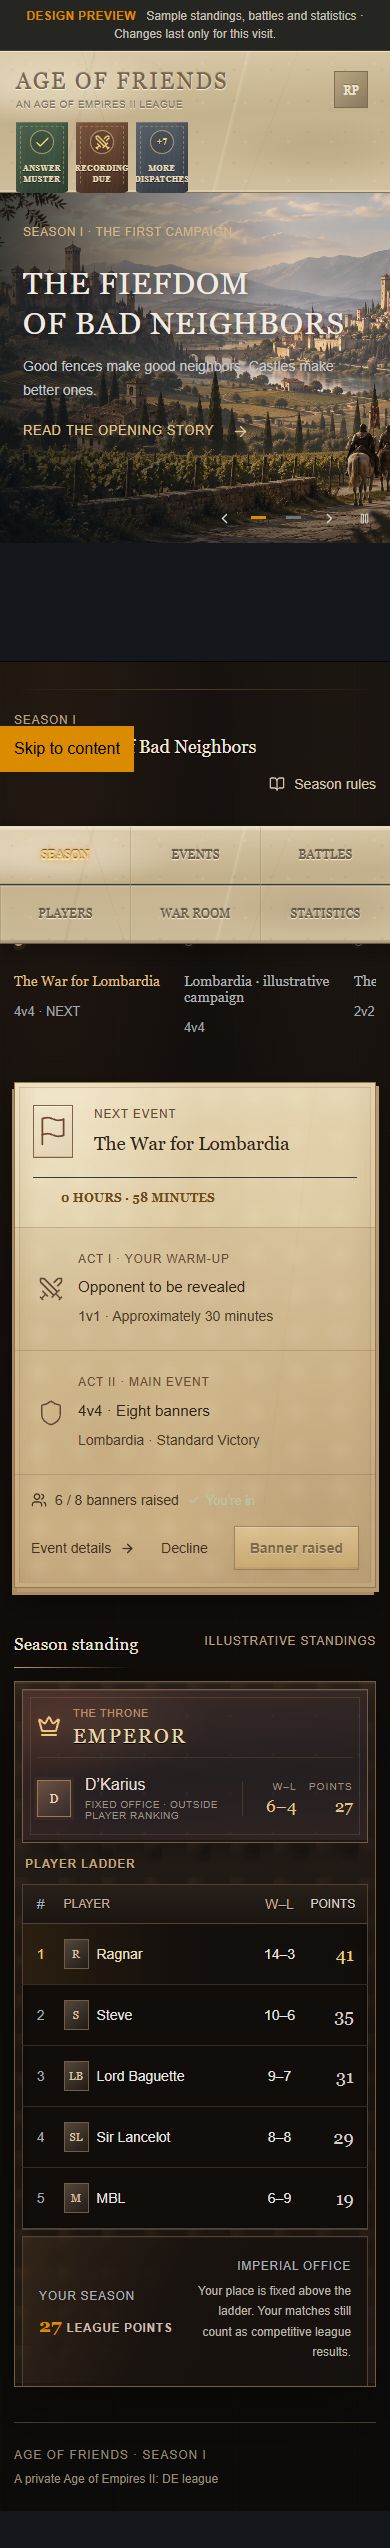 DESIGN PREVIEW Sample standings, battles and statistics ·
Changes last only for this visit.
AGE OF FRIENDS
AN AGE OF EMPIRES II LEAGUE
RP
ANSWER
MUSTER
RECORDING
DUE
+7
MORE
DISPATCHES
SEASON I · THE FIRST CAMPAIGN
THE FIEFDOM
OF BAD NEIGHBORS
Good fences make good neighbors. Castles make
better ones.
READ THE OPENING STORY
SEASON I
Skip to content
Bad Neighbors
Season rules
SEASON
EVENTS
BATTLES
PLAYERS
WAR ROOM
STATISTICS
The War for Lombardia
4v4 · NEXT
Lombardia · illustrative
campaign
4v4
The
2v2
NEXT EVENT
The War for Lombardia
0 HOURS · 58 MINUTES
ACT I · YOUR WARM-UP
Opponent to be revealed
1v1 · Approximately 30 minutes
ACT II · MAIN EVENT
4v4 · Eight banners
Lombardia · Standard Victory
6 / 8 banners raised ✓ You're in
Event details → Decline Banner raised
Season standing
ILLUSTRATIVE STANDINGS
THE THRONE
EMPEROR
D
D'Karius
FIXED OFFICE · OUTSIDE
PLAYER RANKING
W–L POINTS
6–4 27
PLAYER LADDER
# PLAYER W–L POINTS
1 R Ragnar 14–3 41
2 S Steve 10–6 35
3 LB Lord Baguette 9–7 31
4 SL Sir Lancelot 8–8 29
5 M MBL 6–9 19
YOUR SEASON
27 LEAGUE POINTS
IMPERIAL OFFICE
Your place is fixed above the
ladder. Your matches still
count as competitive league
results.
AGE OF FRIENDS · SEASON I
A private Age of Empires II: DE league